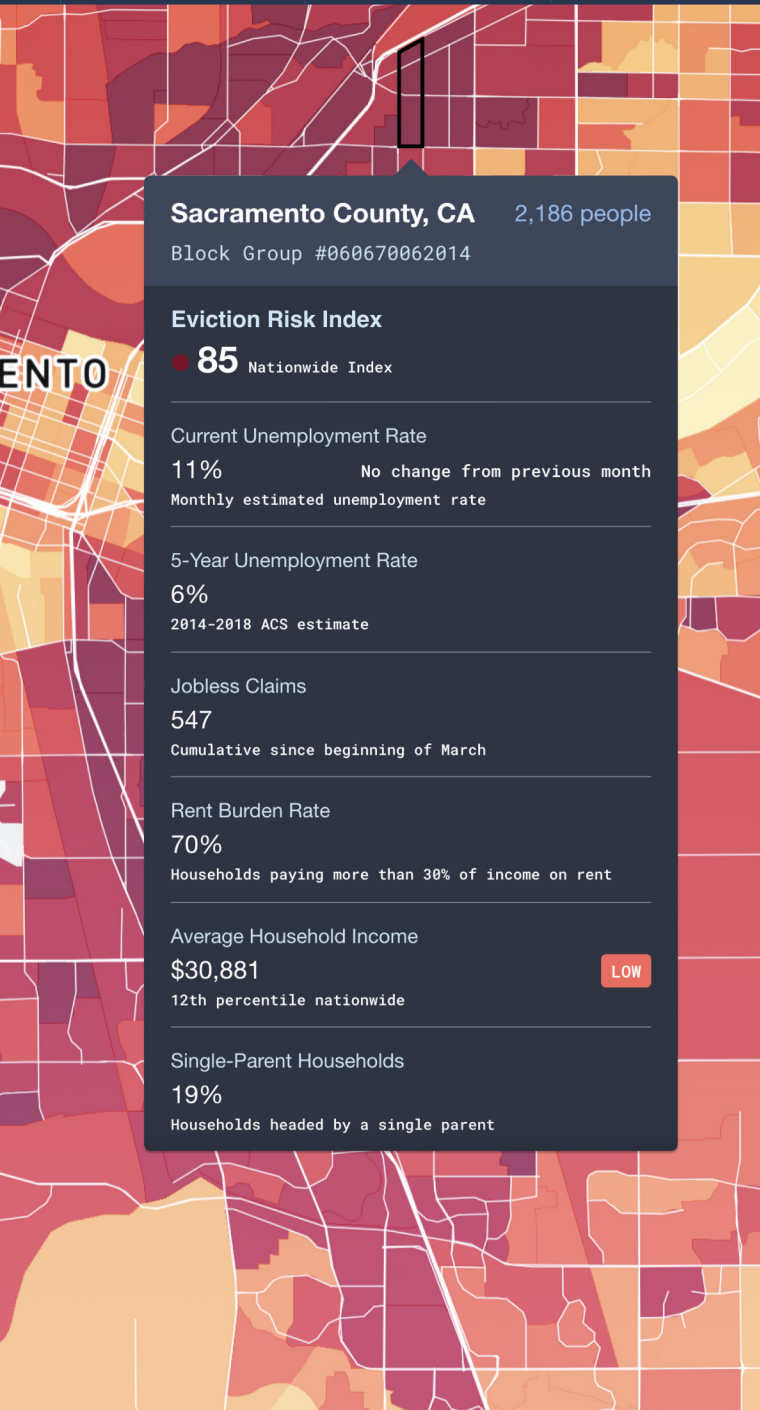 Sacramento County, CA 2,186 people
Block Group #060670062014
ENTO
Eviction Risk Index
85 Nationwide Index
Current Unemployment Rate
11% No change from previous month
Monthly estimated unemployment rate
5-Year Unemployment Rate
6%
2014-2018 ACS estimate
Jobless Claims
547
Cumulative since beginning of March
Rent Burden Rate
70%
Households paying more than 30% of income on rent
Average Household Income
$30,881 LOW
12th percentile nationwide
Single-Parent Households
19%
Households headed by a single parent